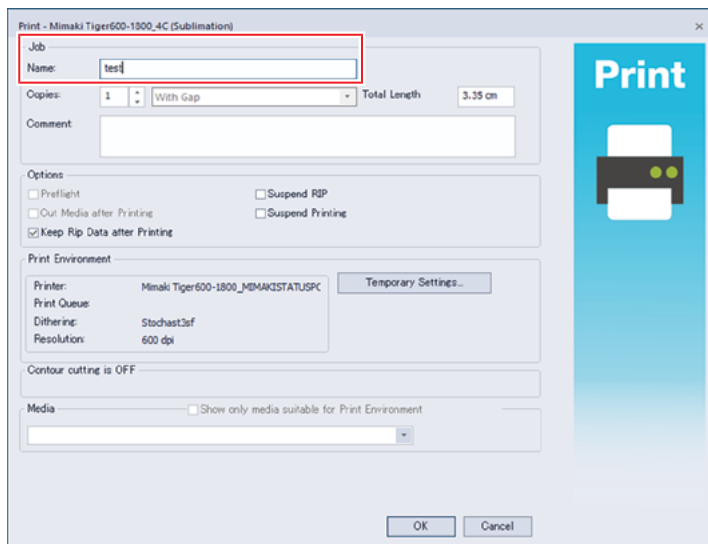 Print - Mimaki Tiger600-1800_4C (Sublimation)
Job
Name: test
Print
Copies: 1 With Gap Total Length 3.35 cm
Comment
Options
Preflight Suspend RIP
Out Media after Printing Suspend Printing
Keep Rip Data after Printing
Print Environment
Printer: Mimaki Tiger600-1800_MIMAKISTATUSPC Temporary Settings...
Print Queue:
Dithering: Stochast3sf
Resolution: 600 dpi
Contour cutting is OFF
Media Show only media suitable for Print Environment
OK Cancel